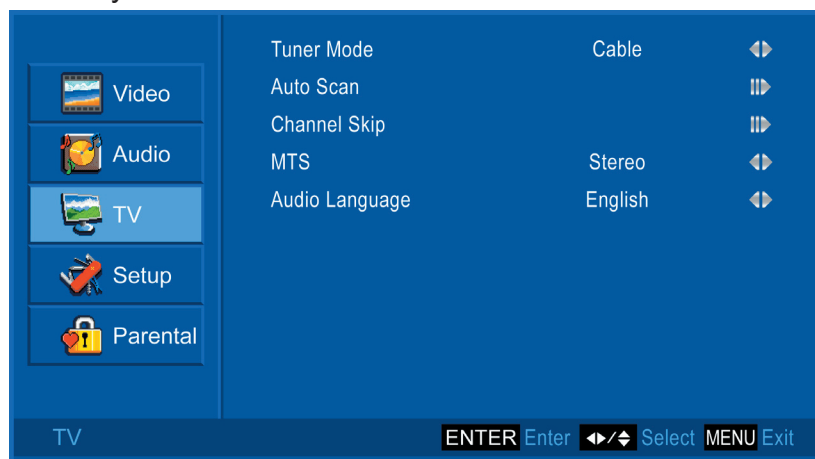 Video
Audio
TV
Setup
Parental
Tuner Mode Cable
Auto Scan
Channel Skip
MTS Stereo
Audio Language English
TV ENTER Enter / Select MENU Exit